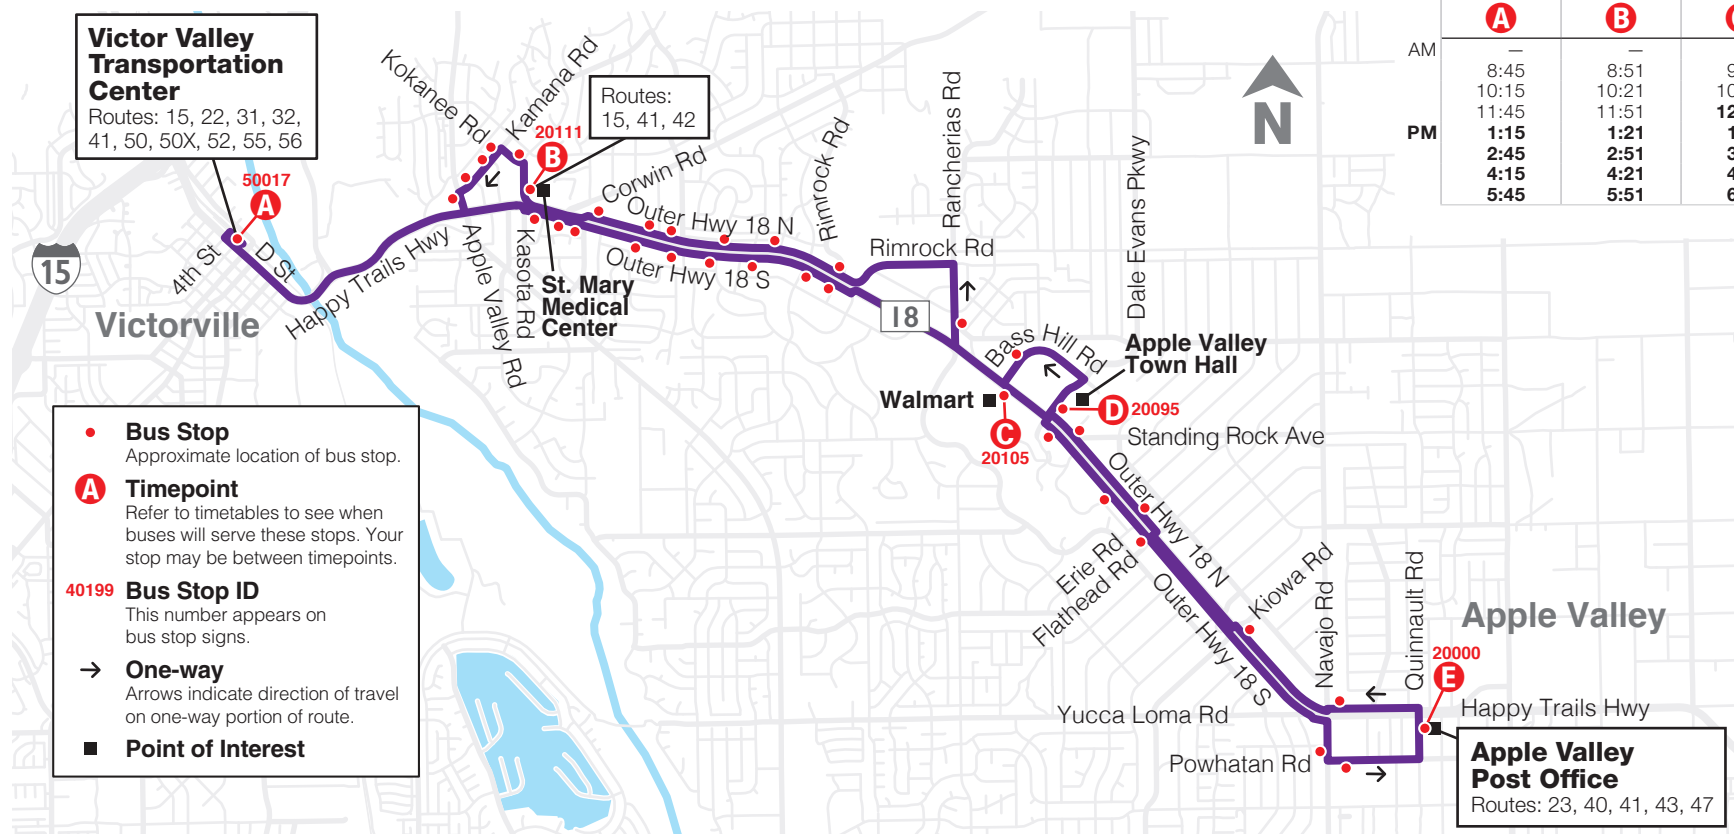 Victor Valley
Transportation
Center
Routes: 15, 22, 31, 32,
41, 50, 50X, 52, 55, 56
50017
A
15
4th St
D St
Victorville
Happy Trails Hwy
Kokanee Rd
Kamana Rd
20111
B
Routes:
15, 41, 42
Corwin Rd
Outer Hwy 18 N
Outer Hwy 18 S
Apple Valley Rd
Kasota Rd
St. Mary
Medical
Center
Rimrock Rd
Rimrock Rd
Rancherias Rd
18
N
Dale Evans Pkwy
Bass Hill Rd
Apple Valley
Town Hall
Walmart
C
20105
D
20095
Standing Rock Ave
Outer Hwy 18 N
Erie Rd
Flathead Rd
Outer Hwy 18 S
Kiowa Rd
Navajo Rd
Quinnault Rd
Apple Valley
20000
E
Yucca Loma Rd
Happy Trails Hwy
Powhatan Rd
Apple Valley
Post Office
Routes: 23, 40, 41, 43, 47
Bus Stop
Approximate location of bus stop.
A
Timepoint
Refer to timetables to see when
buses will serve these stops. Your
stop may be between timepoints.
40199 Bus Stop ID
This number appears on
bus stop signs.
One-way
Arrows indicate direction of travel
on one-way portion of route.
Point of Interest
A B
AM — —
8:45 8:51 9
10:15 10:21 10
11:45 11:51 12
PM 1:15 1:21 1
2:45 2:51 3
4:15 4:21 4
5:45 5:51 6